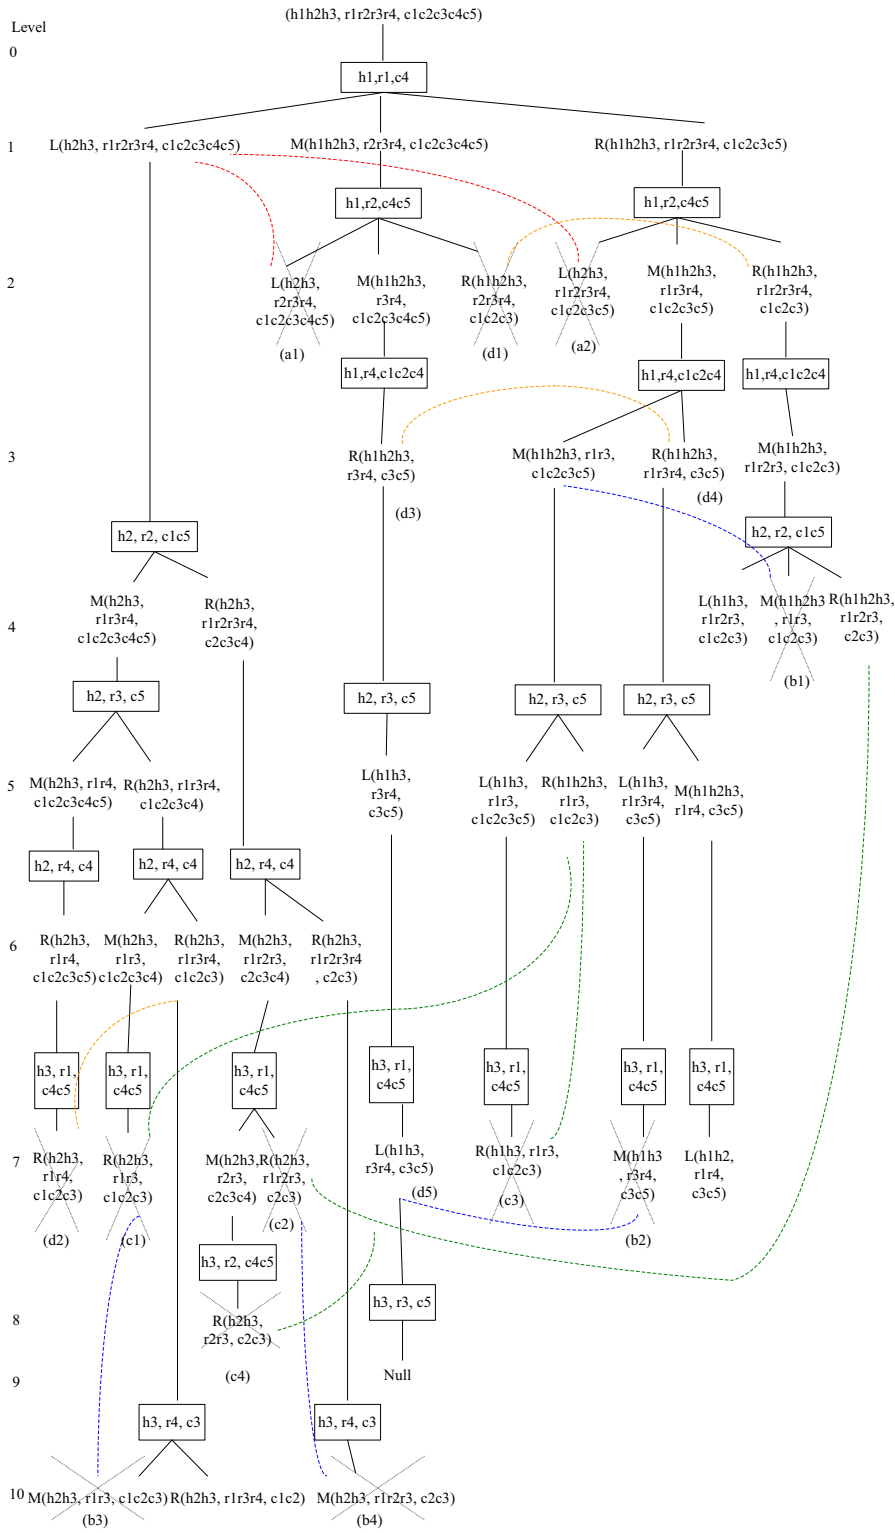 (h1h2h3, r1r2r3r4, c1c2c3c4c5)
Level
0
h1,r1,c4
1
L(h2h3, r1r2r3r4, c1c2c3c4c5)
M(h1h2h3, r2r3r4, c1c2c3c4c5)
R(h1h2h3, r1r2r3r4, c1c2c3c5)
h1,r2,c4c5
h1,r2,c4c5
2
L(h2h3,
r2r3r4,
c1c2c3c4c5)
(a1)
M(h1h2h3,
r3r4,
c1c2c3c4c5)
R(h1h2h3,
r2r3r4,
c1c2c3)
(d1)
L(h2h3,
r1r2r3r4,
c1c2c3c5)
(a2)
M(h1h2h3,
r1r3r4,
c1c2c3c5)
R(h1h2h3,
r1r2r3r4,
c1c2c3)
h1,r4,c1c2c4
h1,r4,c1c2c4
h1,r4,c1c2c4
3
R(h1h2h3,
r3r4, c3c5)
(d3)
M(h1h2h3, r1r3,
c1c2c3c5)
R(h1h2h3,
r1r3r4, c3c5)
(d4)
M(h1h2h3,
r1r2r3, c1c2c3)
h2, r2, c1c5
h2, r2, c1c5
4
M(h2h3,
r1r3r4,
c1c2c3c4c5)
R(h2h3,
r1r2r3r4,
c2c3c4)
L(h1h3,
r1r2r3,
c1c2c3)
M(h1h2h3
, r1r3,
c1c2c3)
(b1)
R(h1h2h3,
r1r2r3,
c2c3)
h2, r3, c5
h2, r3, c5
h2, r3, c5
h2, r3, c5
5
M(h2h3, r1r4,
c1c2c3c4c5)
R(h2h3, r1r3r4,
c1c2c3c4)
L(h1h3,
r3r4,
c3c5)
L(h1h3,
r1r3,
c1c2c3c5)
R(h1h2h3,
r1r3,
c1c2c3)
L(h1h3,
r1r3r4,
c3c5)
M(h1h2h3,
r1r4, c3c5)
h2, r4, c4
h2, r4, c4
h2, r4, c4
6
R(h2h3,
r1r4,
c1c2c3c5)
M(h2h3,
r1r3,
c1c2c3c4)
R(h2h3,
r1r3r4,
c1c2c3)
M(h2h3,
r1r2r3,
c2c3c4)
R(h2h3,
r1r2r3r4
, c2c3)
h3, r1,
c4c5
h3, r1,
c4c5
h3, r1,
c4c5
h3, r1,
c4c5
h3, r1,
c4c5
h3, r1,
c4c5
h3, r1,
c4c5
7
R(h2h3,
r1r4,
c1c2c3)
(d2)
R(h2h3,
r1r3,
c1c2c3)
(c1)
M(h2h3,
r2r3,
c2c3c4)
R(h2h3,
r1r2r3,
c2c3)
(c2)
L(h1h3,
r3r4, c3c5)
(d5)
R(h1h3, r1r3,
c1c2c3)
(c3)
M(h1h3
, r3r4,
c3c5)
(b2)
L(h1h2,
r1r4,
c3c5)
h3, r2, c4c5
h3, r3, c5
8
R(h2h3,
r2r3, c2c3)
(c4)
Null
9
h3, r4, c3
h3, r4, c3
10
M(h2h3, r1r3, c1c2c3)
(b3)
R(h2h3, r1r3r4, c1c2)
M(h2h3, r1r2r3, c2c3)
(b4)